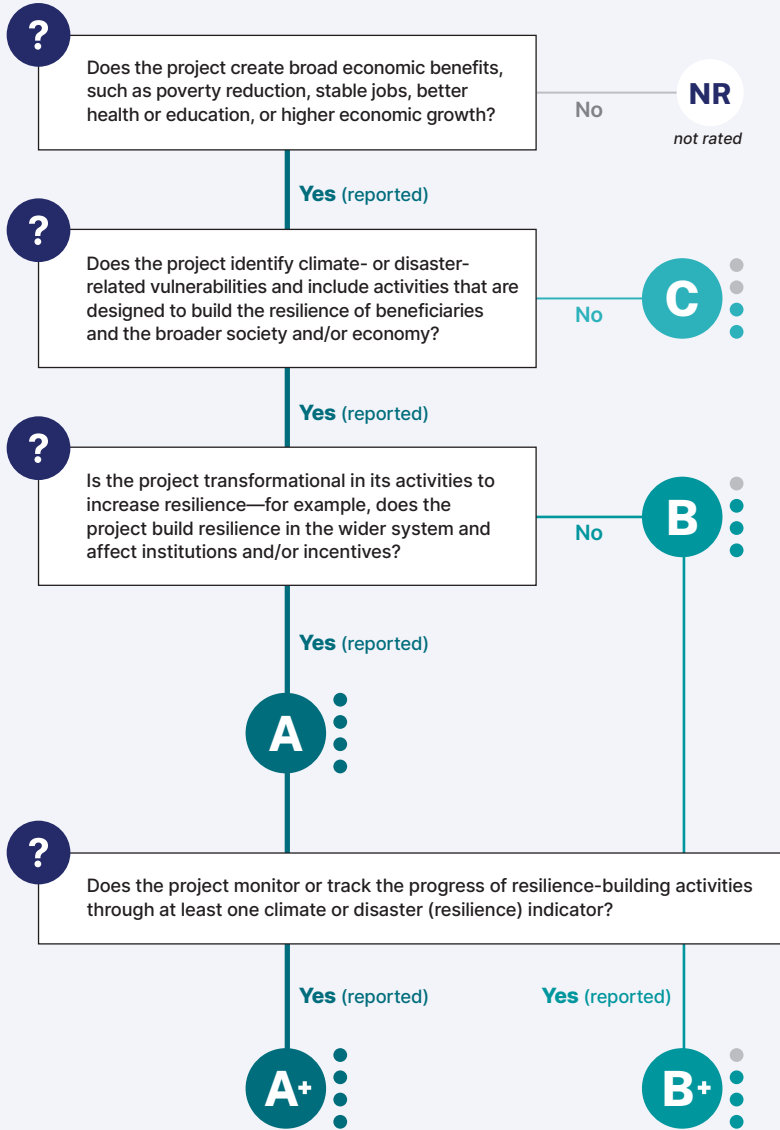 ?
Does the project create broad economic benefits,
such as poverty reduction, stable jobs, better
health or education, or higher economic growth?
No
NR
not rated
Yes (reported)
?
Does the project identify climate- or disaster-
related vulnerabilities and include activities that are
designed to build the resilience of beneficiaries
and the broader society and/or economy?
No
C
Yes (reported)
?
Is the project transformational in its activities to
increase resilience—for example, does the
project build resilience in the wider system and
affect institutions and/or incentives?
No
B
Yes (reported)
A
?
Does the project monitor or track the progress of resilience-building activities
through at least one climate or disaster (resilience) indicator?
Yes (reported)
Yes (reported)
A+
B+